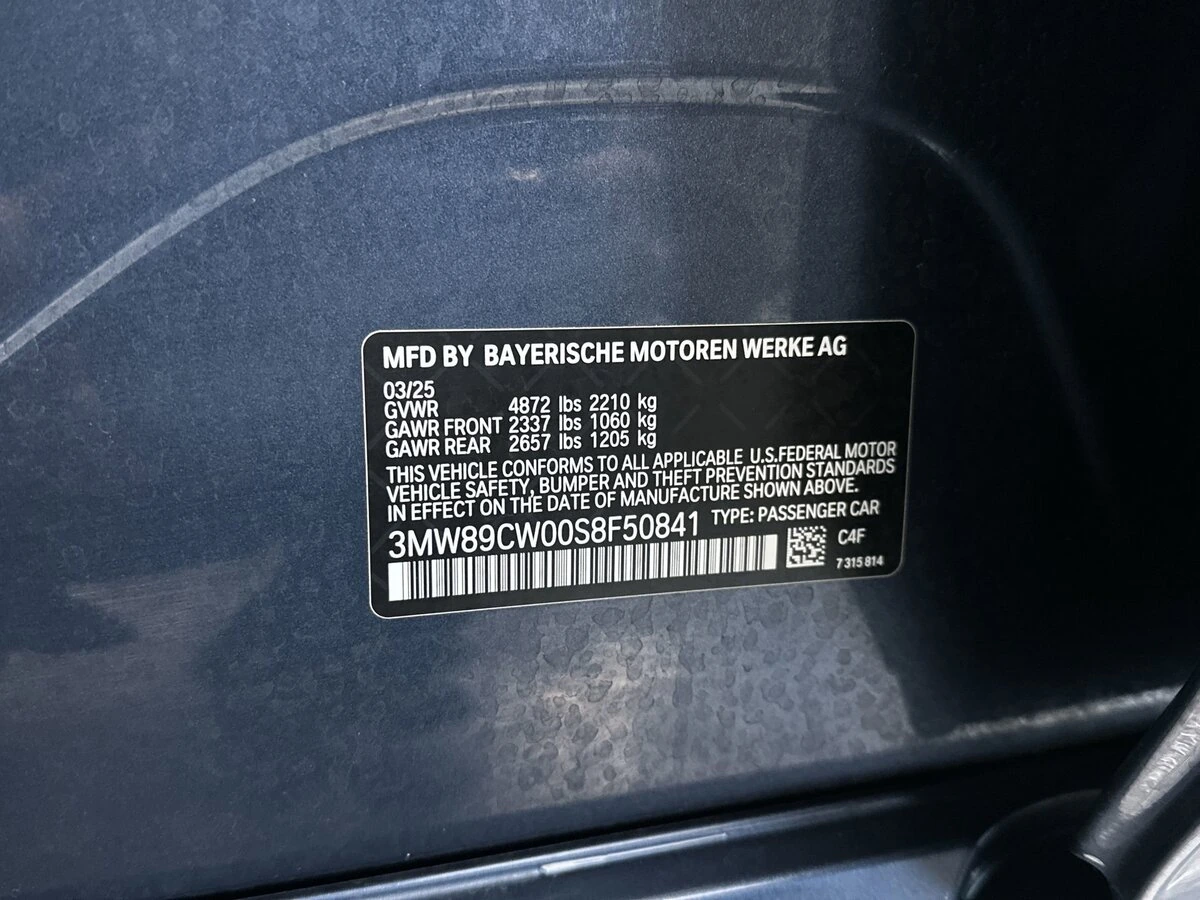 MFD BY BAYERISCHE MOTOREN WERKE AG
03/25
GVWR 4872 lbs 2210 kg
GAWR FRONT 2337 lbs 1060 kg
GAWR REAR 2657 lbs 1205 kg
THIS VEHICLE CONFORMS TO ALL APPLICABLE U.S.FEDERAL MOTOR
VEHICLE SAFETY, BUMPER AND THEFT PREVENTION STANDARDS
IN EFFECT ON THE DATE OF MANUFACTURE SHOWN ABOVE.
3MW89CW00S8F50841 TYPE: PASSENGER CAR
C4F
7 315 814